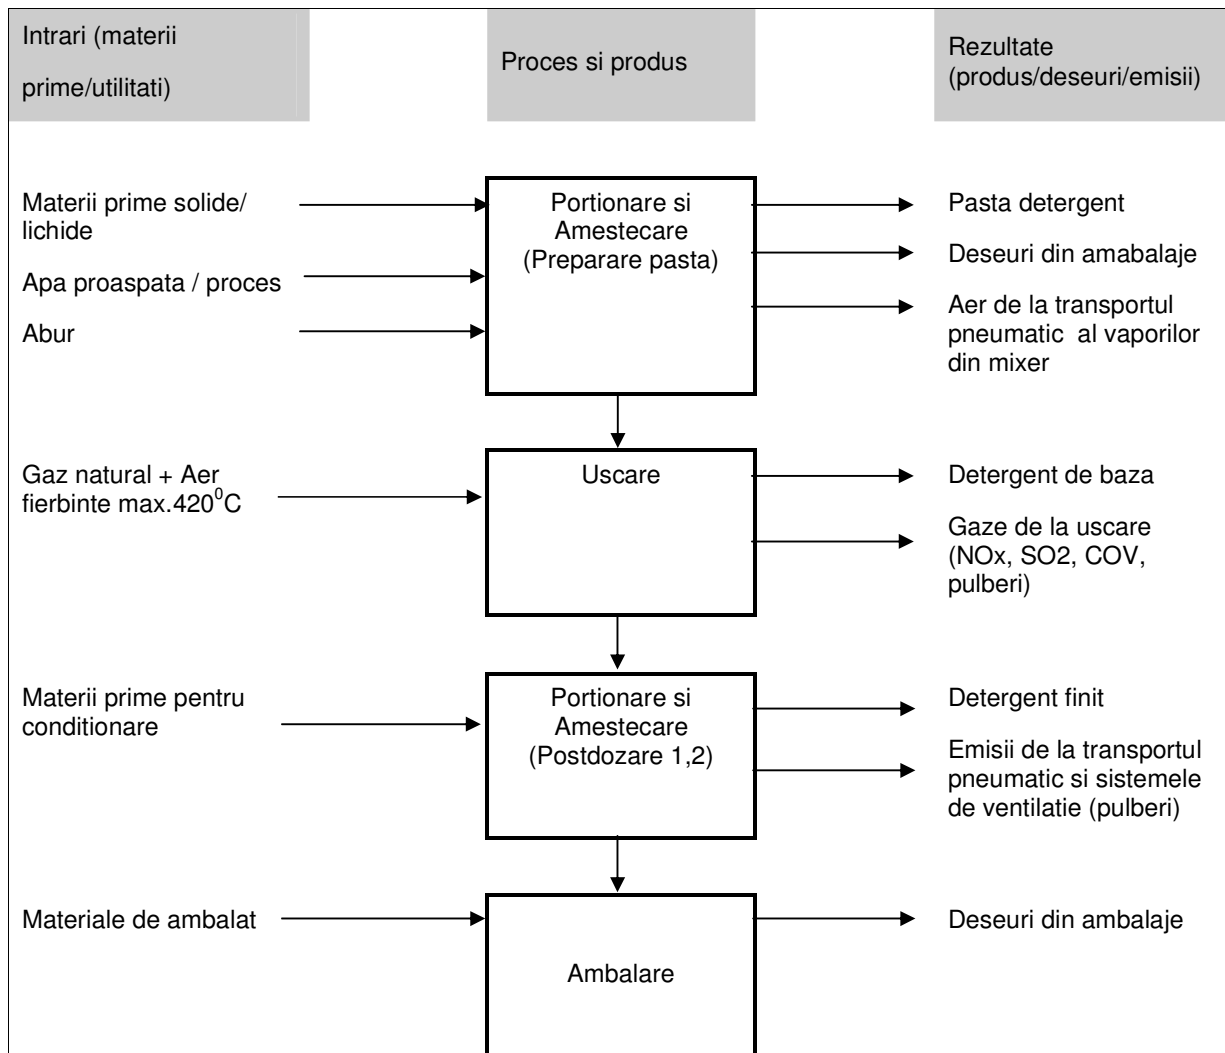 Intrari (materii
prime/utilitati)
Proces si produs
Rezultate
(produs/deseuri/emisii)
Materii prime solide/
lichide
Apa proaspata / proces
Abur
Portionare si
Amestecare
(Preparare pasta)
Pasta detergent
Deseuri din amabalaje
Aer de la transportul
pneumatic al vaporilor
din mixer
Gaz natural + Aer
fierbinte max.420⁰C
Uscare
Detergent de baza
Gaze de la uscare
(NOx, SO2, COV,
pulberi)
Materii prime pentru
conditionare
Portionare si
Amestecare
(Postdozare 1,2)
Detergent finit
Emisii de la transportul
pneumatic si sistemele
de ventilatie (pulberi)
Materiale de ambalat
Ambalare
Deseuri din ambalaje